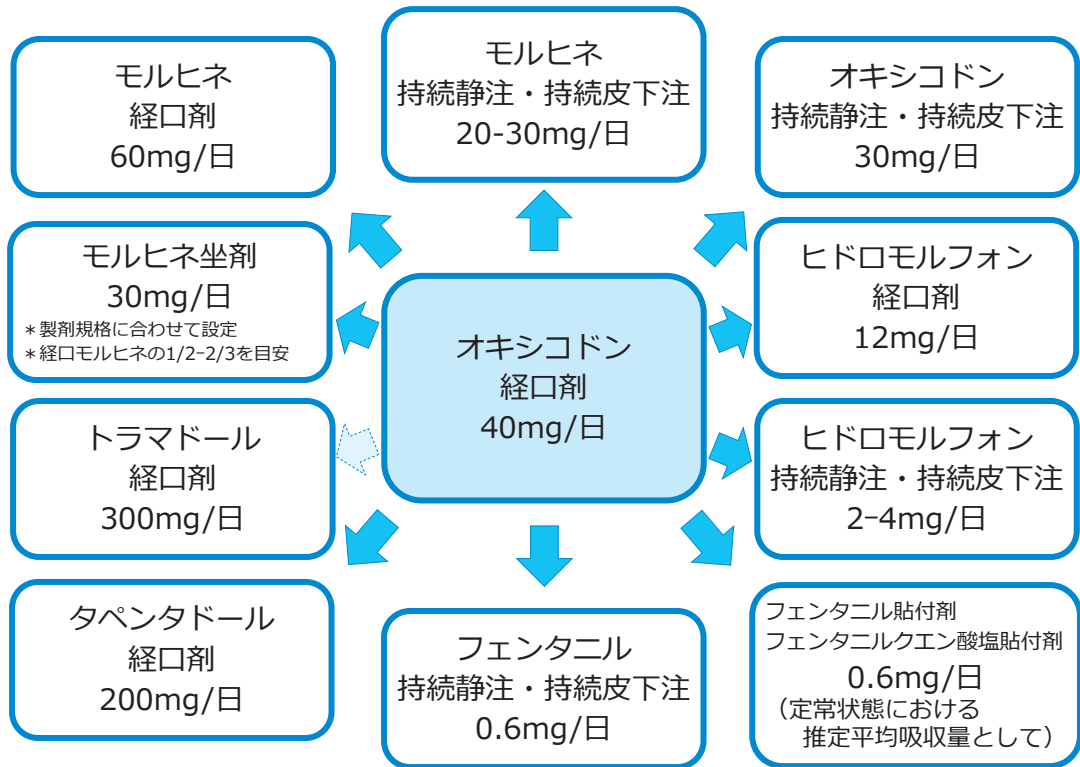 モルヒネ
経口剤
60mg/日
モルヒネ
持続静注・持続皮下注
20-30mg/日
オキシコドン
持続静注・持続皮下注
30mg/日
モルヒネ坐剤
30mg/日
＊製剤規格に合わせて設定
＊経口モルヒネの1/2−2/3を目安
オキシコドン
経口剤
40mg/日
ヒドロモルフォン
経口剤
12mg/日
トラマドール
経口剤
300mg/日
ヒドロモルフォン
持続静注・持続皮下注
2−4mg/日
タペンタドール
経口剤
200mg/日
フェンタニル
持続静注・持続皮下注
0.6mg/日
フェンタニル貼付剤
フェンタニルクエン酸塩貼付剤
0.6mg/日
（定常状態における
推定平均吸収量として）